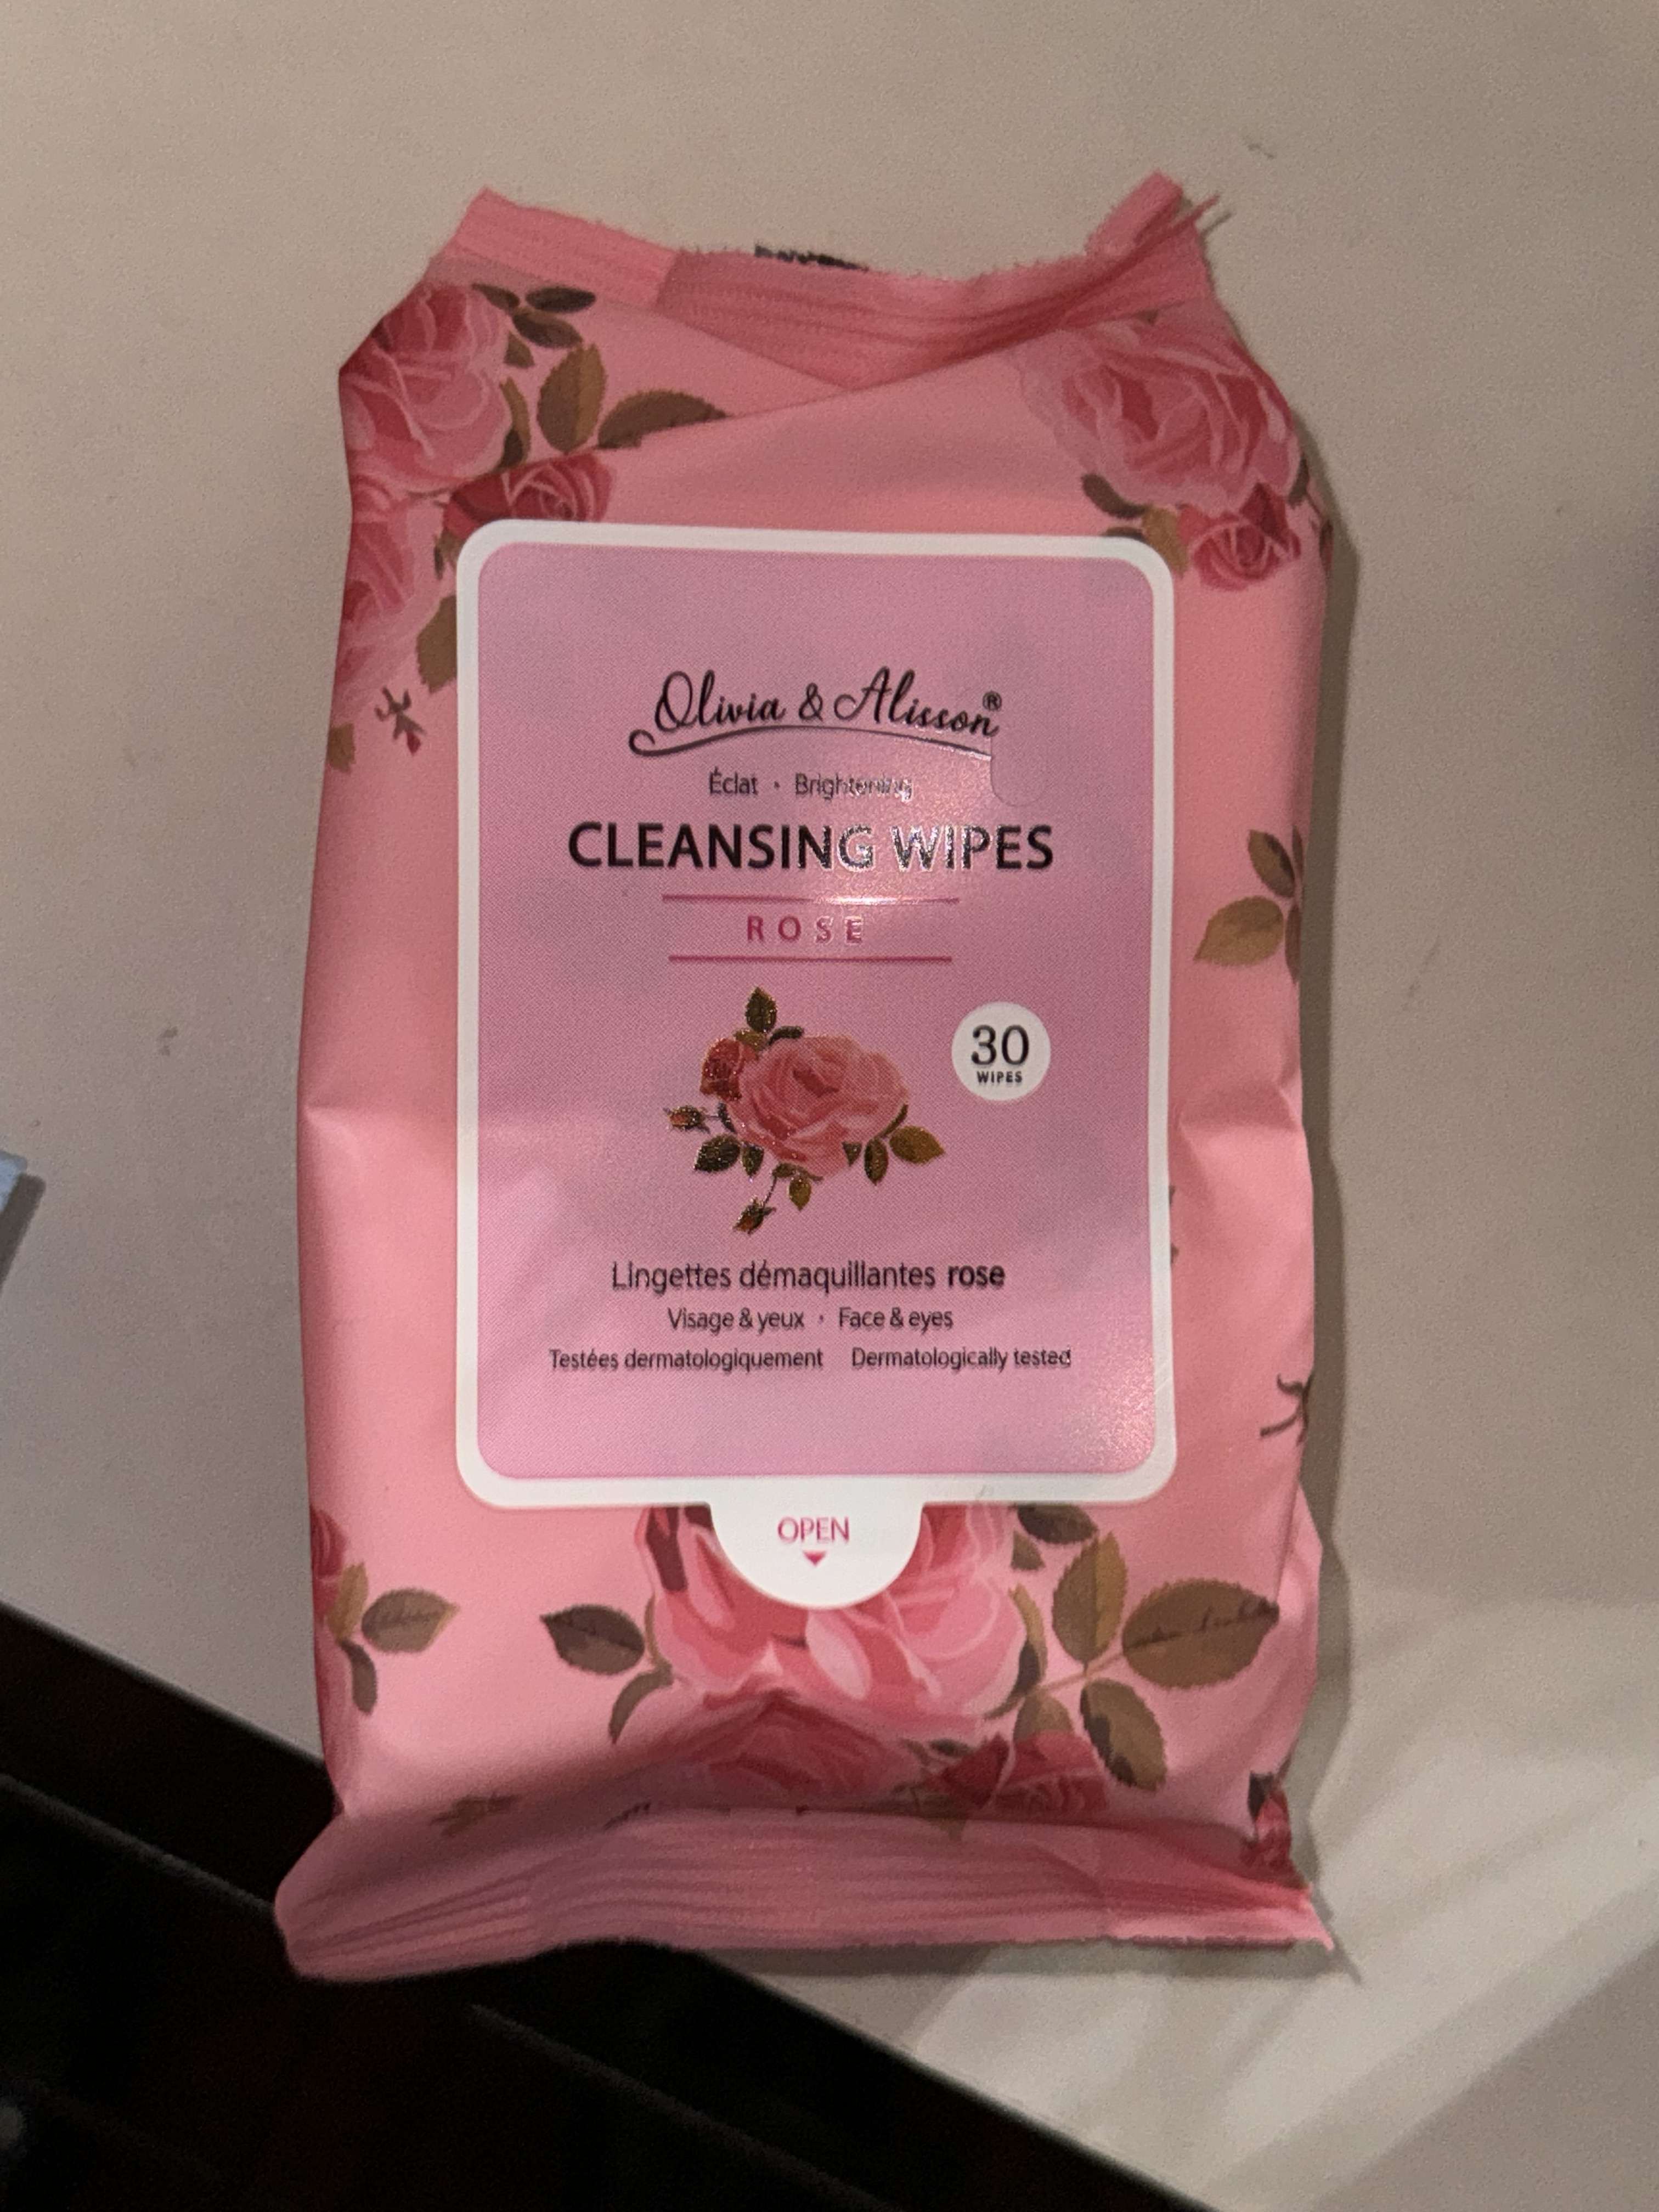 Olivia & Alisson®
Éclat • Brightening
CLEANSING WIPES
ROSE
30
WIPES
Lingettes démaquillantes rose
Visage & yeux • Face & eyes
Testées dermatologiquement Dermatologically tested
OPEN